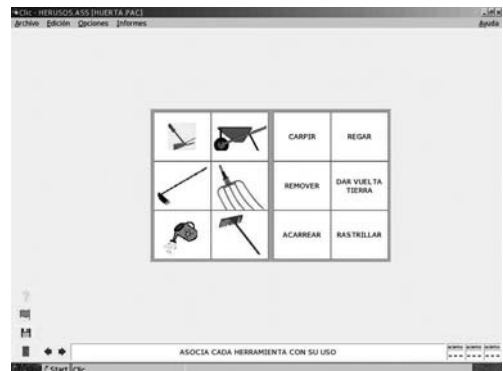 Clic - HERUSOS.ASS [HUERTA.PAC]
Archivo Edición Opciones Informes Ayuda
CARPIR REGAR
REMOVER DAR VUELTA
TIERRA
ACARREAR RASTRILLAR
ASOCIA CADA HERRAMIENTA CON SU USO
Start Clic